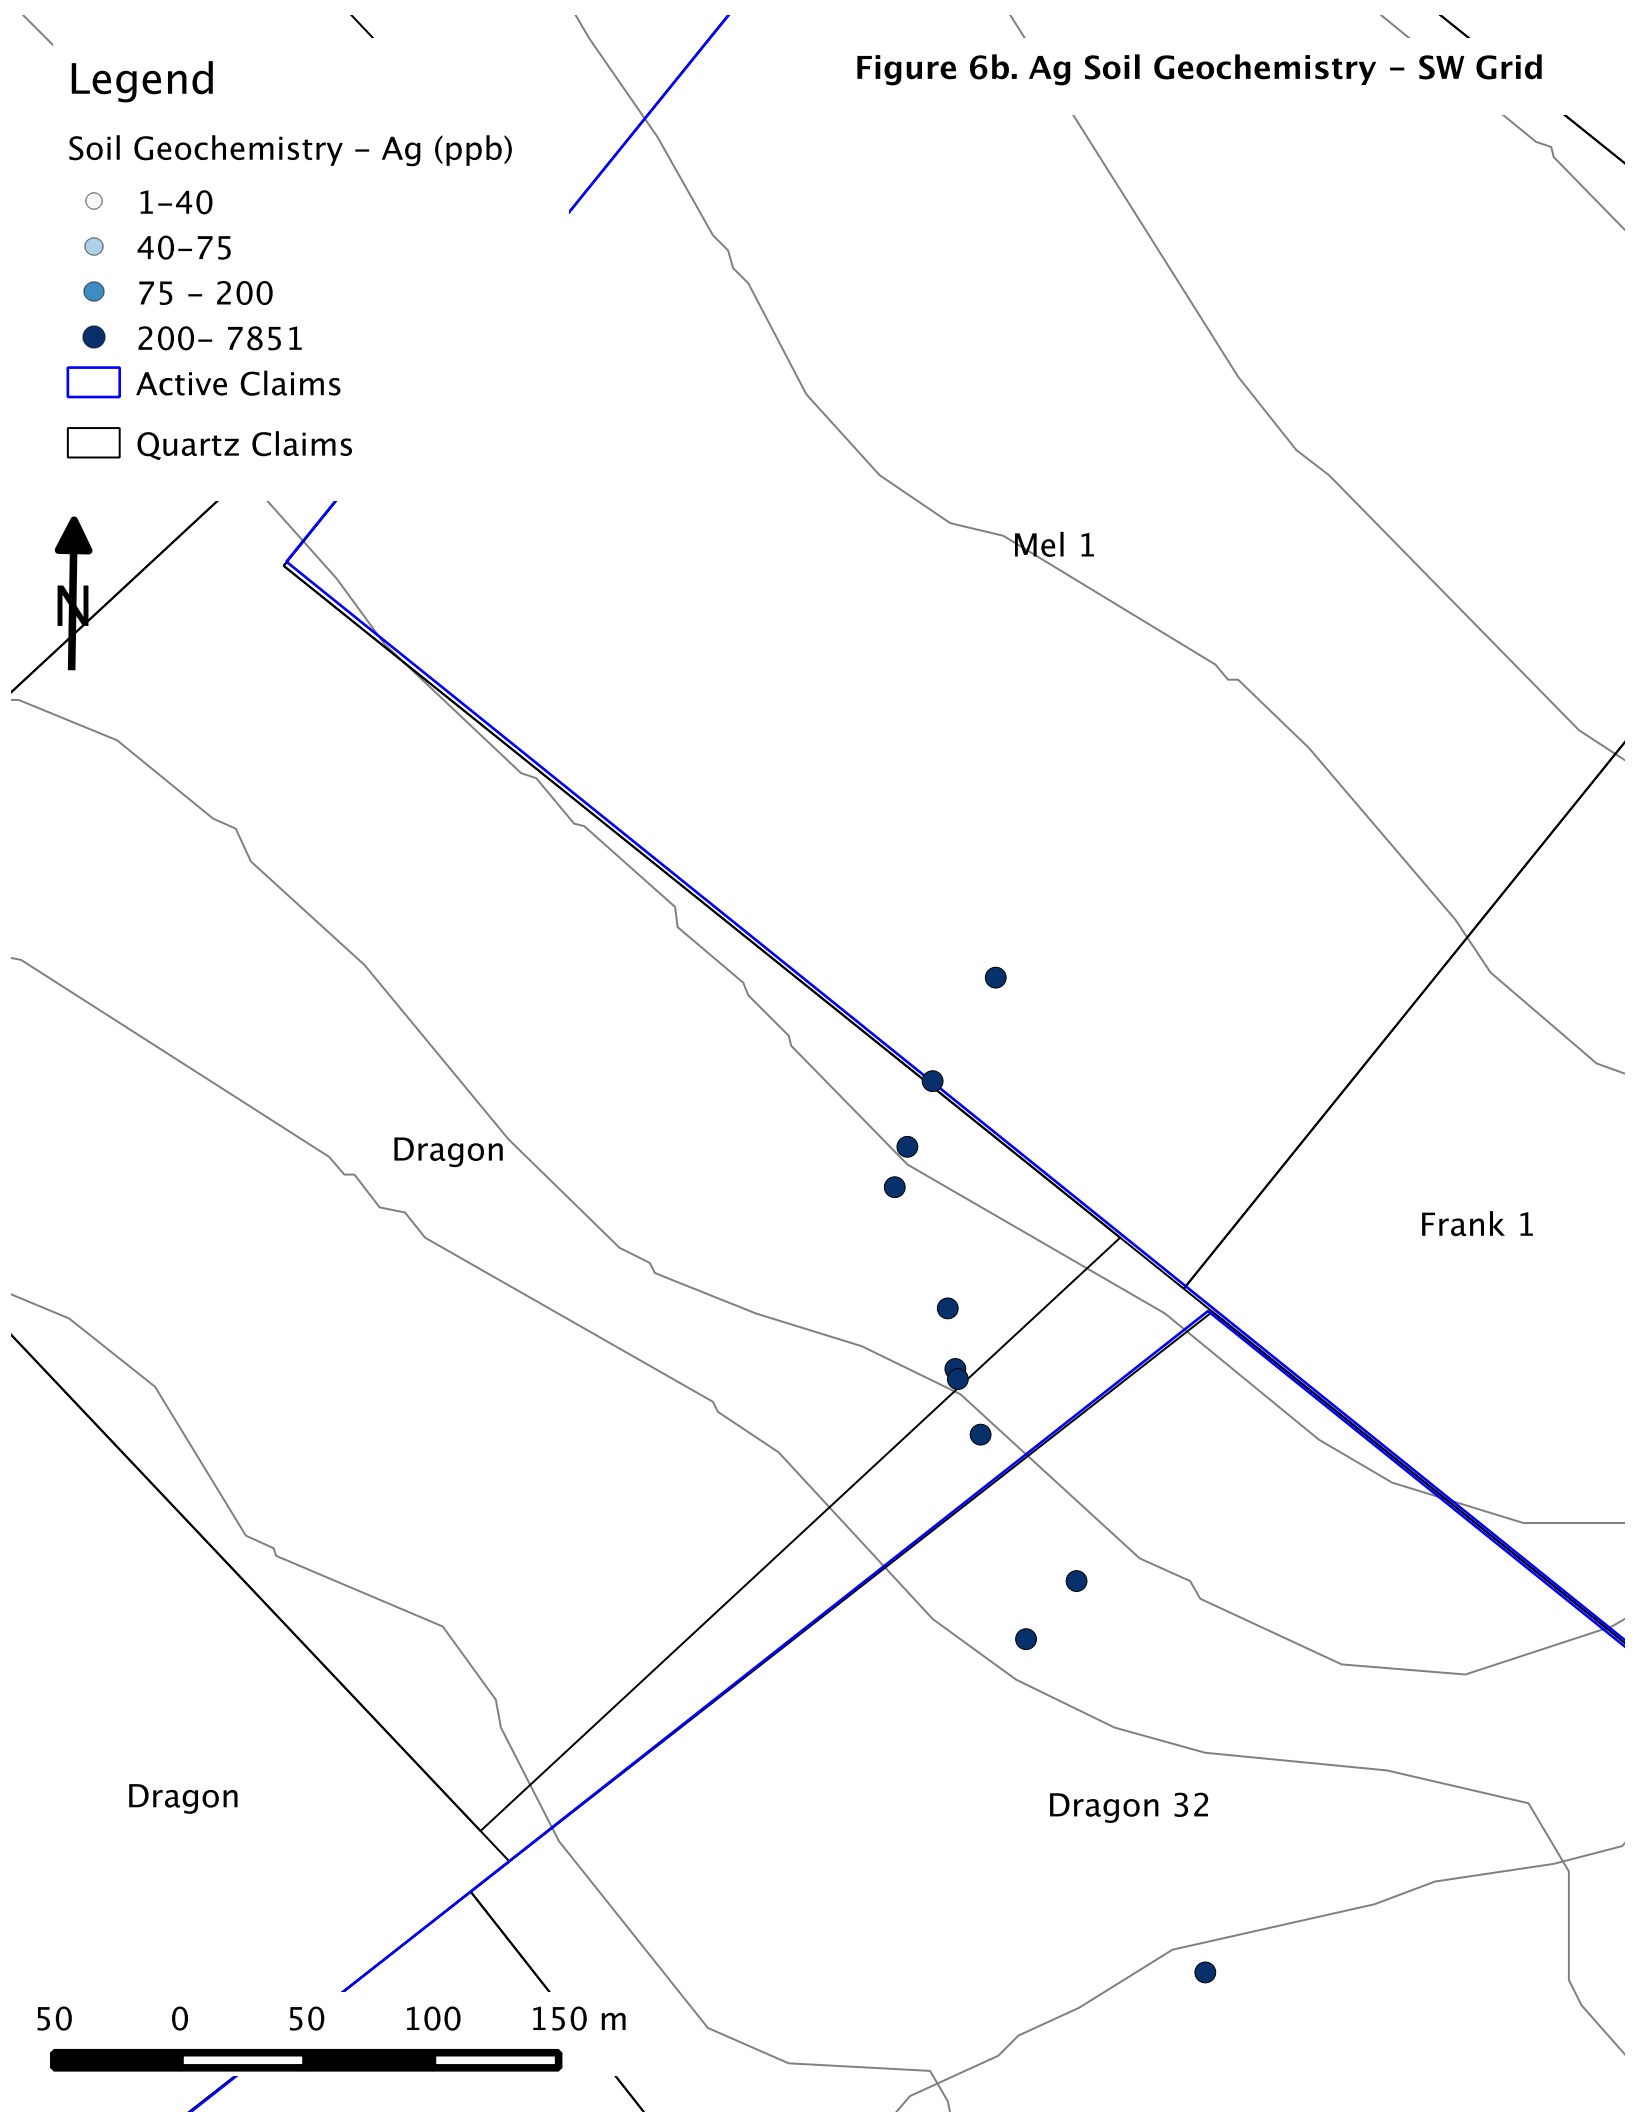 Figure 6b. Ag Soil Geochemistry – SW Grid
Legend
Soil Geochemistry – Ag (ppb)
1–40
40–75
75 – 200
200– 7851
Active Claims
Quartz Claims
N
Mel 1
Dragon
Frank 1
Dragon
Dragon 32
50 0 50 100 150 m